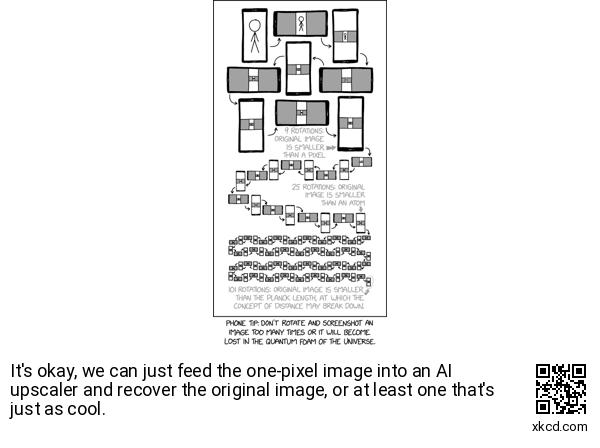 9 ROTATIONS:
ORIGINAL IMAGE
IS SMALLER
THAN A PIXEL
25 ROTATIONS: ORIGINAL
IMAGE IS SMALLER
THAN AN ATOM
101 ROTATIONS: ORIGINAL IMAGE IS SMALLER
THAN THE PLANCK LENGTH, AT WHICH THE
CONCEPT OF DISTANCE MAY BREAK DOWN.
PHONE TIP: DON'T ROTATE AND SCREENSHOT AN
IMAGE TOO MANY TIMES OR IT WILL BECOME
LOST IN THE QUANTUM FOAM OF THE UNIVERSE.
It's okay, we can just feed the one-pixel image into an AI
upscaler and recover the original image, or at least one that's
just as cool.
xkcd.com